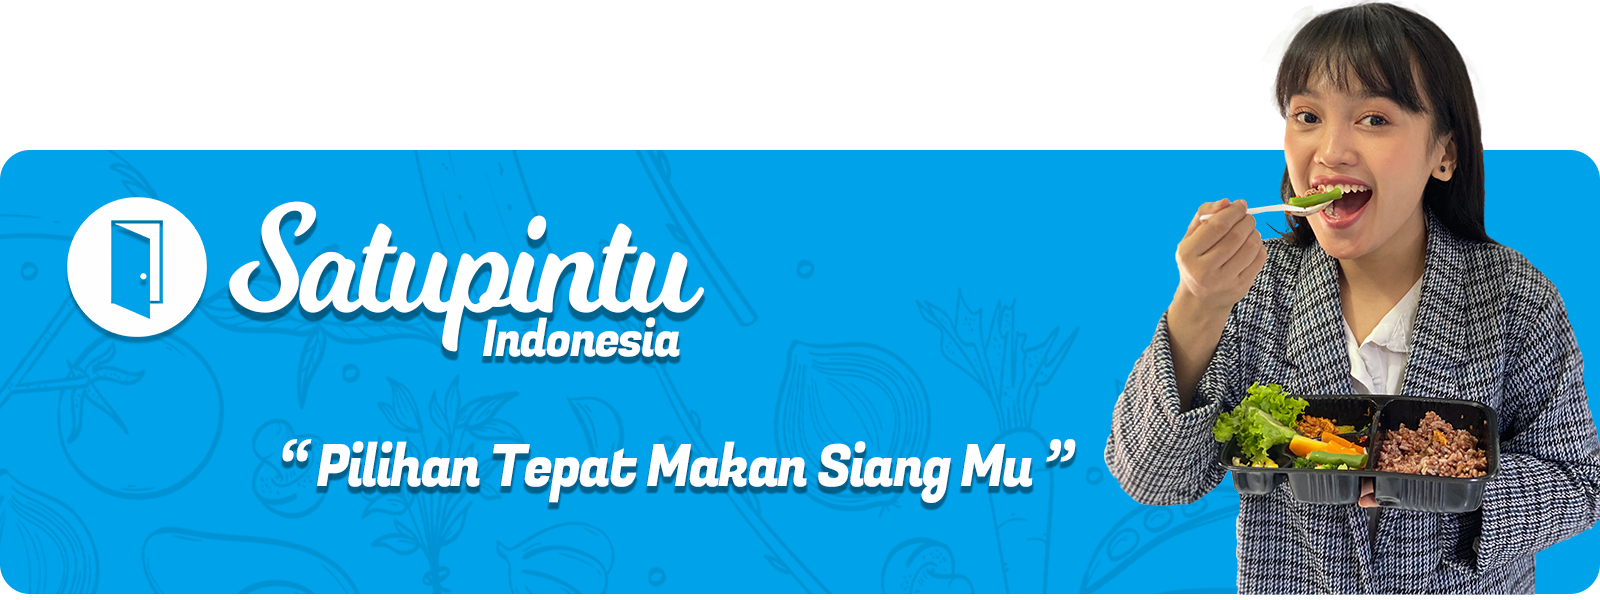 Satupintu
Indonesia
“ Pilihan Tepat Makan Siang Mu ”